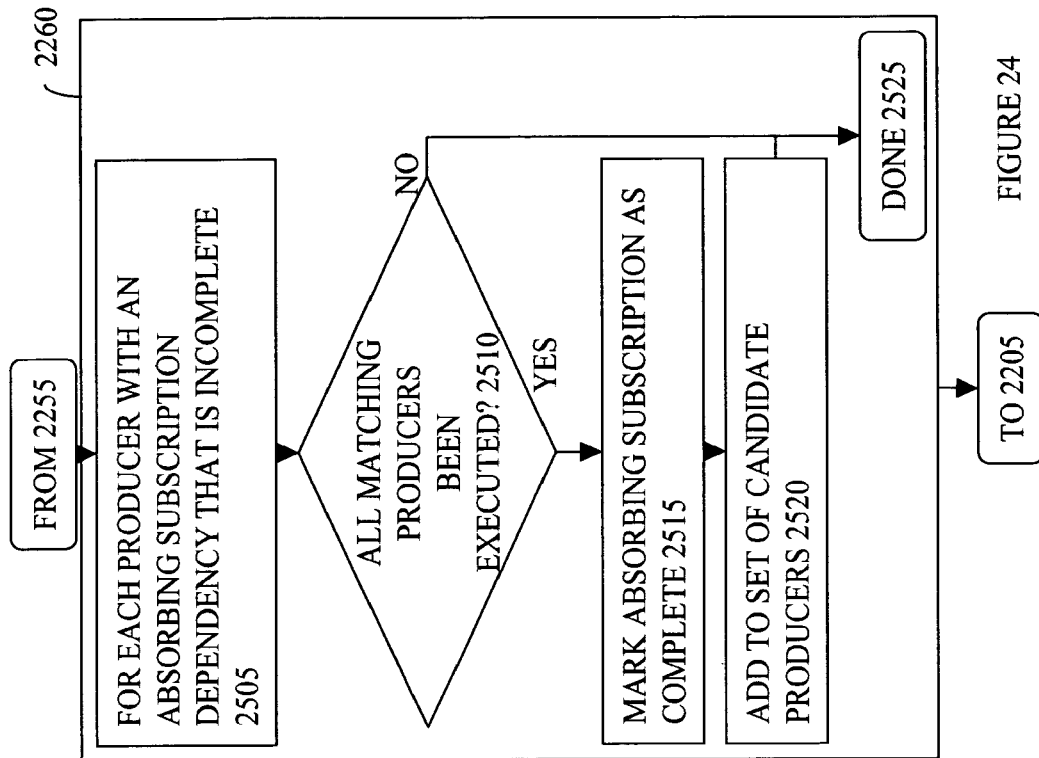 2260
FROM 2255
FOR EACH PRODUCER WITH AN
ABSORBING SUBSCRIPTION
DEPENDENCY THAT IS INCOMPLETE
2505
ALL MATCHING
PRODUCERS
BEEN
EXECUTED? 2510
NO
YES
MARK ABSORBING SUBSCRIPTION AS
COMPLETE 2515
ADD TO SET OF CANDIDATE
PRODUCERS 2520
DONE 2525
TO 2205
FIGURE 24